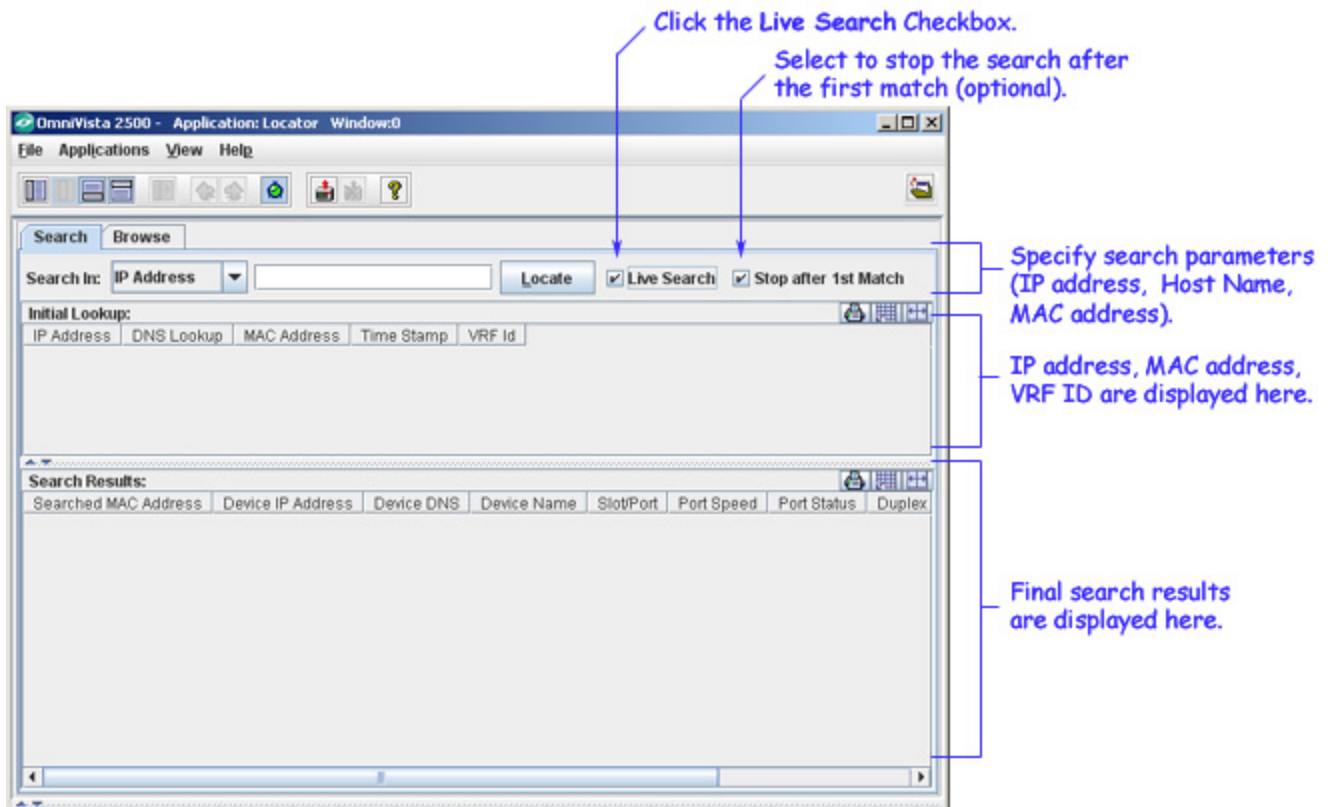 Click the Live Search Checkbox.
Select to stop the search after
the first match (optional).
OmniVista 2500 - Application: Locator Window:0
File Applications View Help
Search Browse
Search In: IP Address Locate Live Search Stop after 1st Match
Specify search parameters
(IP address, Host Name,
MAC address).
Initial Lookup:
IP Address DNS Lookup MAC Address Time Stamp VRF Id
IP address, MAC address,
VRF ID are displayed here.
Search Results:
Searched MAC Address Device IP Address Device DNS Device Name Slot/Port Port Speed Port Status Duplex
Final search results
are displayed here.